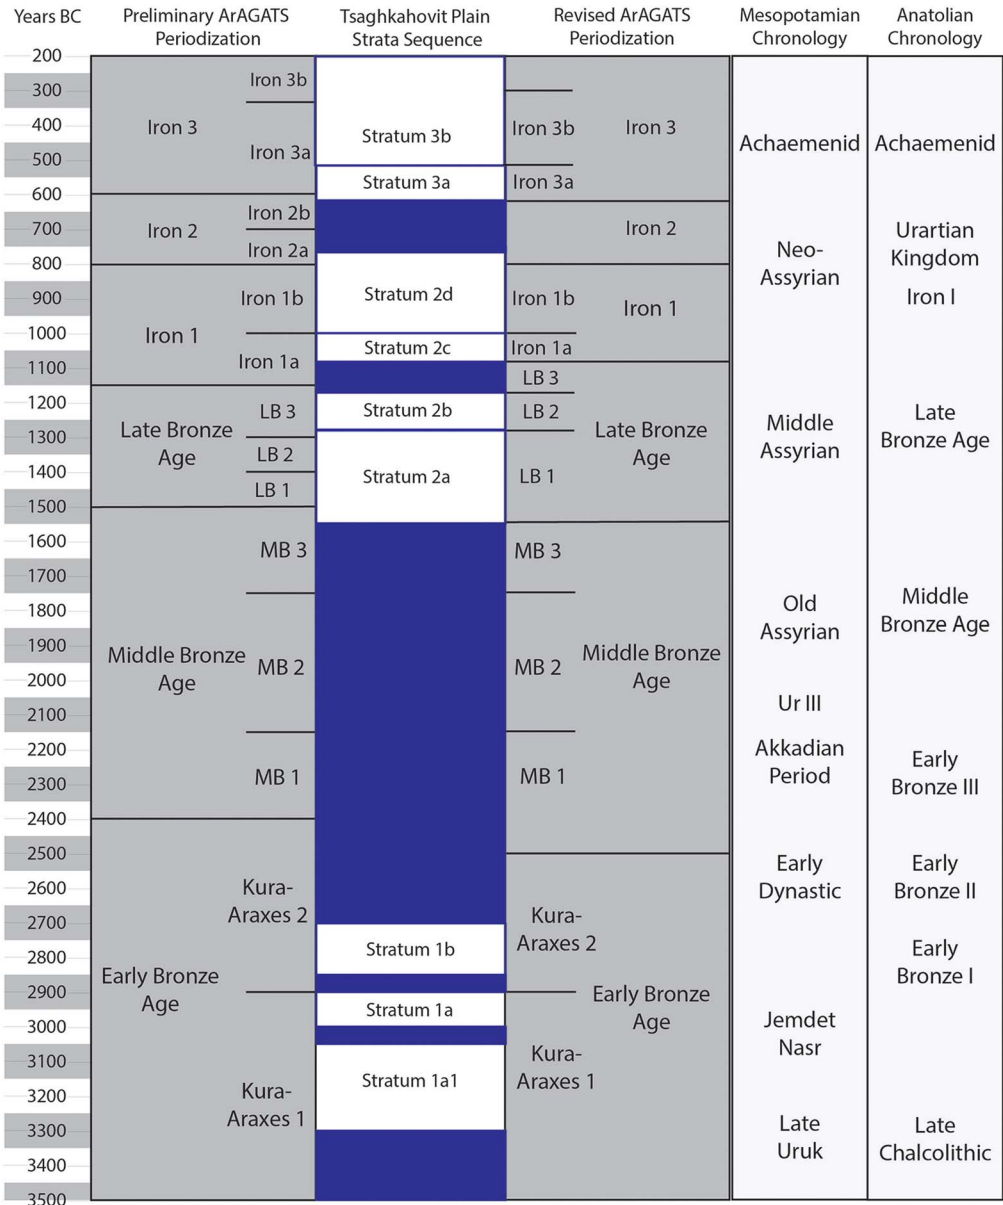 Years BC
Preliminary ArAGATS
Periodization
Tsaghkahovit Plain
Strata Sequence
Revised ArAGATS
Periodization
Mesopotamian
Chronology
Anatolian
Chronology
200
300
400
500
600
700
800
900
1000
1100
1200
1300
1400
1500
1600
1700
1800
1900
2000
2100
2200
2300
2400
2500
2600
2700
2800
2900
3000
3100
3200
3300
3400
3500
Iron 3
Iron 3b
Iron 3a
Iron 2
Iron 2b
Iron 2a
Iron 1
Iron 1b
Iron 1a
Late Bronze
Age
LB 3
LB 2
LB 1
Middle Bronze
Age
MB 3
MB 2
MB 1
Early Bronze
Age
Kura-
Araxes 2
Kura-
Araxes 1
Stratum 3b
Stratum 3a
Stratum 2d
Stratum 2c
Stratum 2b
Stratum 2a
Stratum 1b
Stratum 1a
Stratum 1a1
Iron 3b
Iron 3a
Iron 3
Iron 2
Iron 1b
Iron 1a
Iron 1
LB 3
LB 2
LB 1
Late Bronze
Age
MB 3
MB 2
MB 1
Middle Bronze
Age
Kura-
Araxes 2
Kura-
Araxes 1
Early Bronze
Age
Achaemenid
Neo-
Assyrian
Middle
Assyrian
Old
Assyrian
Ur III
Akkadian
Period
Early
Dynastic
Jemdet
Nasr
Late
Uruk
Achaemenid
Urartian
Kingdom
Iron I
Late
Bronze Age
Middle
Bronze Age
Early
Bronze III
Early
Bronze II
Early
Bronze I
Late
Chalcolithic